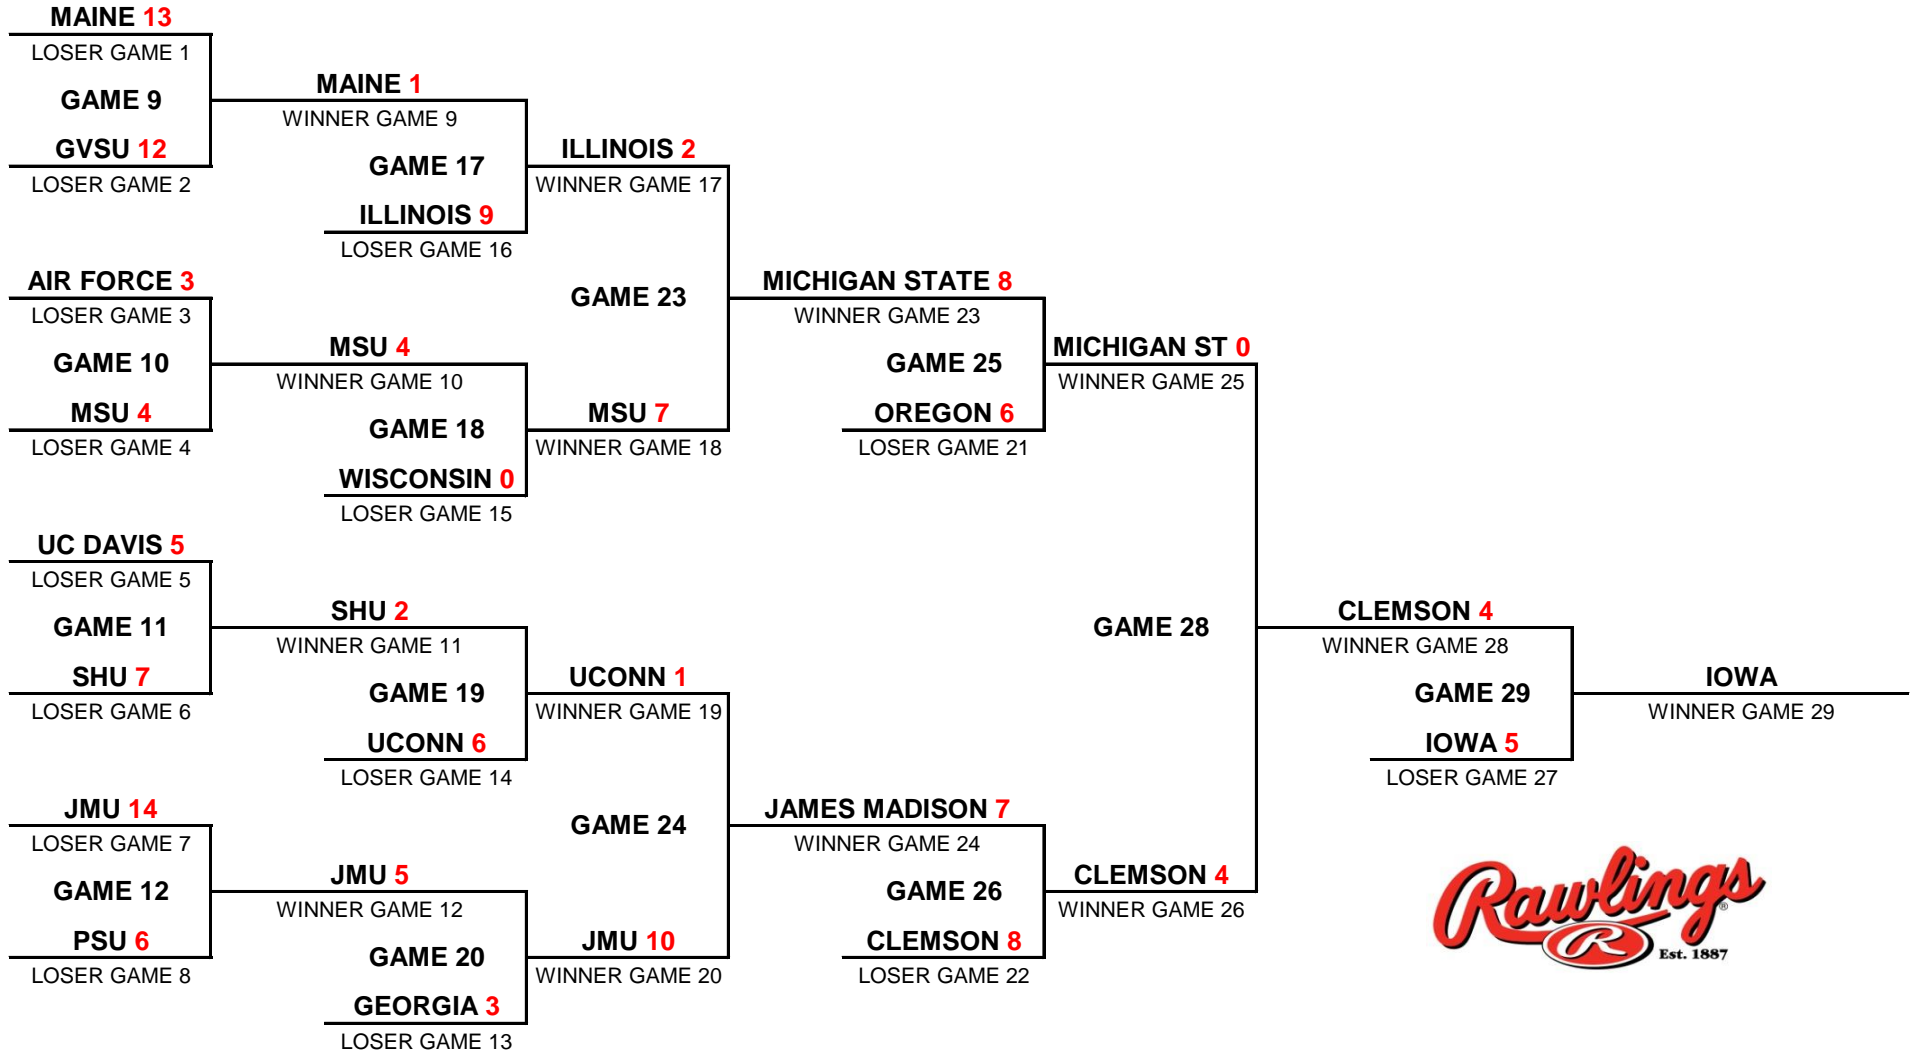 MAINE 13
LOSER GAME 1
GAME 9
GVSU 12
LOSER GAME 2
MAINE 1
WINNER GAME 9
GAME 17
ILLINOIS 9
LOSER GAME 16
ILLINOIS 2
WINNER GAME 17
AIR FORCE 3
LOSER GAME 3
GAME 10
MSU 4
LOSER GAME 4
MSU 4
WINNER GAME 10
GAME 18
WISCONSIN 0
LOSER GAME 15
MSU 7
WINNER GAME 18
GAME 23
MICHIGAN STATE 8
WINNER GAME 23
GAME 25
OREGON 6
LOSER GAME 21
MICHIGAN ST 0
WINNER GAME 25
UC DAVIS 5
LOSER GAME 5
GAME 11
SHU 7
LOSER GAME 6
SHU 2
WINNER GAME 11
GAME 19
UCONN 6
LOSER GAME 14
UCONN 1
WINNER GAME 19
JMU 14
LOSER GAME 7
GAME 12
PSU 6
LOSER GAME 8
JMU 5
WINNER GAME 12
GAME 20
GEORGIA 3
LOSER GAME 13
JMU 10
WINNER GAME 20
GAME 24
JAMES MADISON 7
WINNER GAME 24
GAME 26
CLEMSON 8
LOSER GAME 22
CLEMSON 4
WINNER GAME 26
GAME 28
CLEMSON 4
WINNER GAME 28
GAME 29
IOWA 5
LOSER GAME 27
IOWA
WINNER GAME 29
Rawlings®
R
Est. 1887